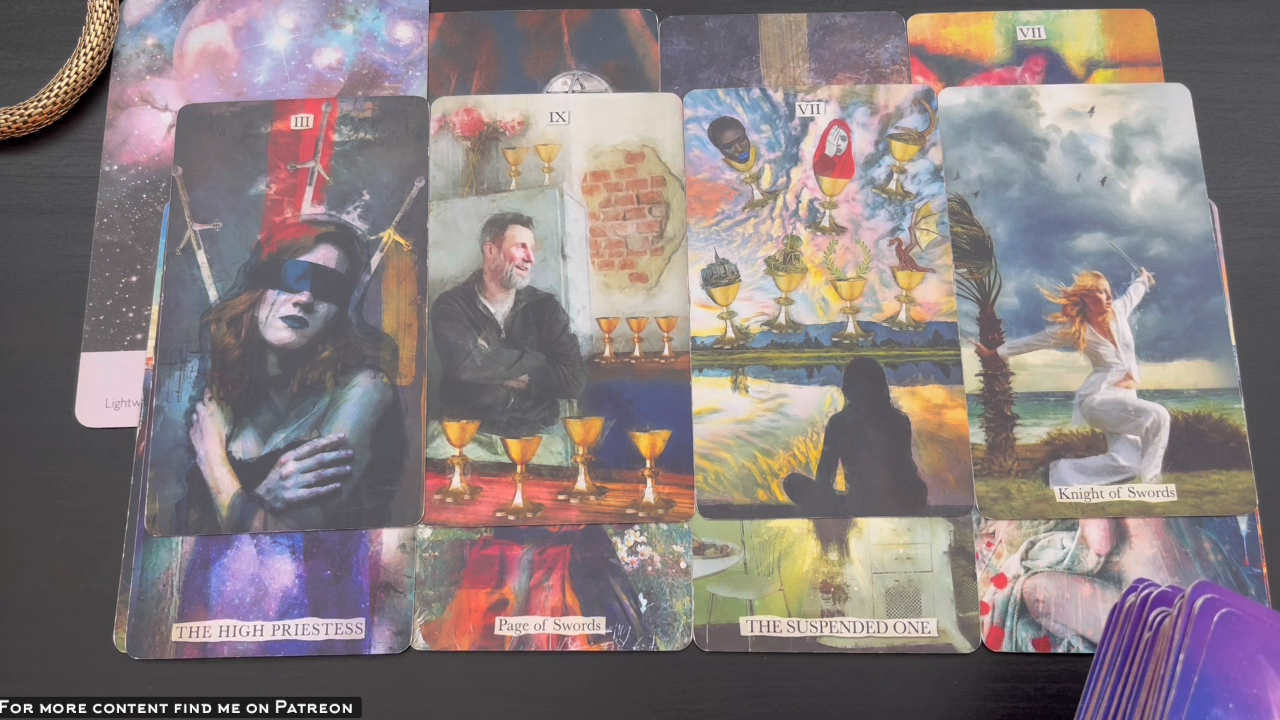 VII
III
IX
VII
Knight of Swords
Lightw
THE HIGH PRIESTESS
Page of Swords
THE SUSPENDED ONE
FOR MORE CONTENT FIND ME ON PATREON